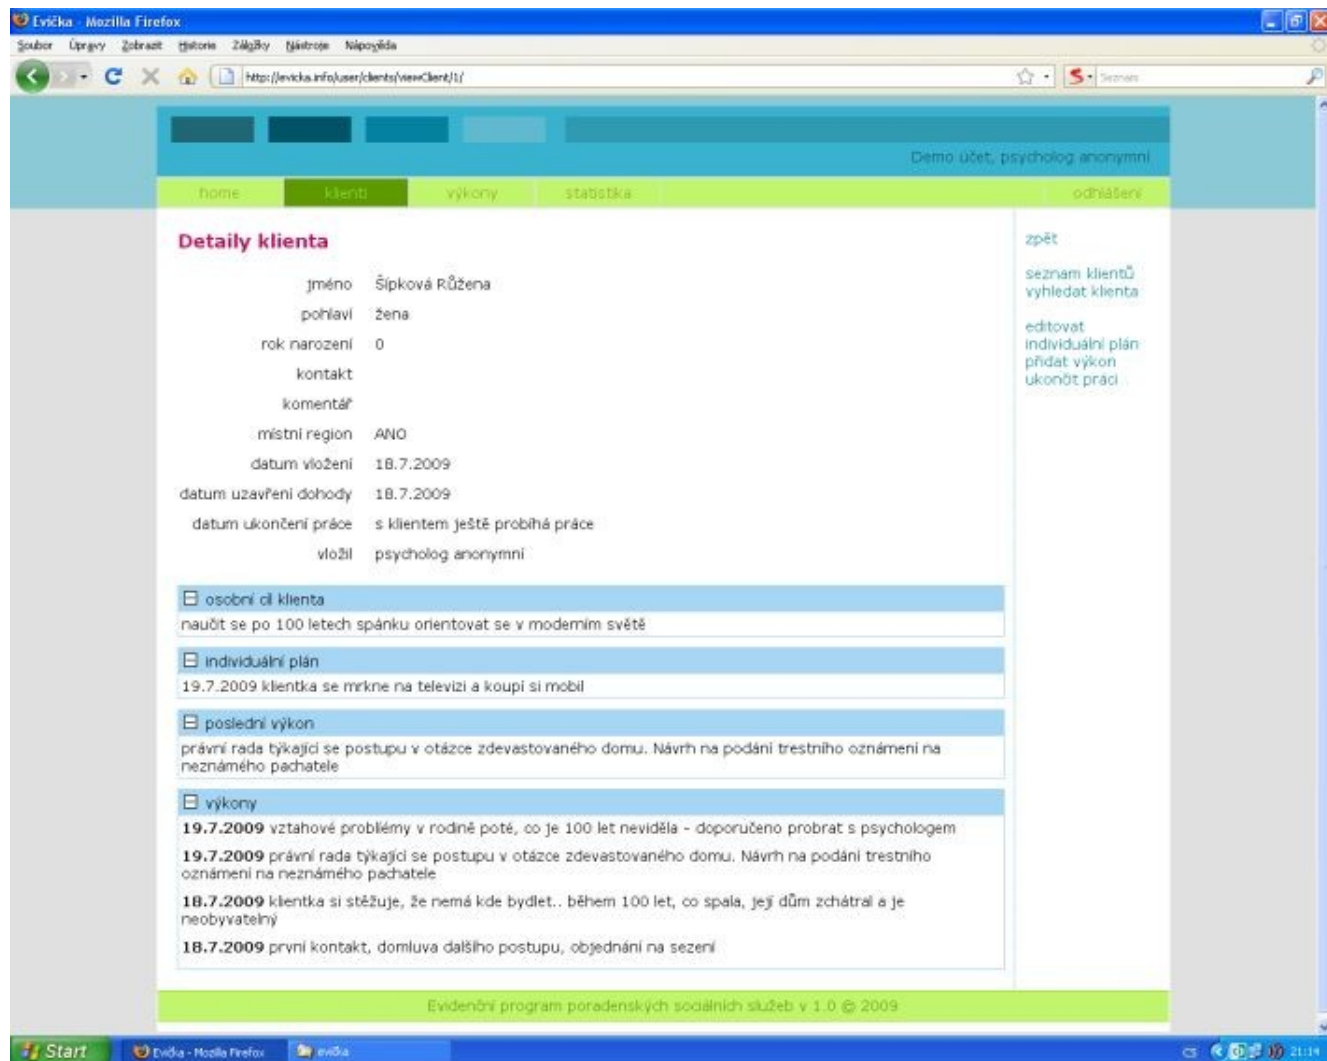 Evička - Mozilla Firefox
Soubor Úpravy Zobrazit Historie Záložky Nástroje Nápověda
http://evicka.info/user/clients/viewClient/1/ Seznam
Demo účet, psycholog anonymní
home klienti výkony statistika odhlášení
Detaily klienta
zpět
jméno Šípková Růžena
seznam klientů
vyhledat klienta
pohlaví žena
editovat
rok narození 0
individuální plán
přidat výkon
kontakt
ukončit práci
komentář
místní region ANO
datum vložení 18.7.2009
datum uzavření dohody 18.7.2009
datum ukončení práce s klientem ještě probíhá práce
vložil psycholog anonymní
osobní cíl klienta
naučit se po 100 letech spánku orientovat se v moderním světě
individuální plán
19.7.2009 klientka se mrkne na televizi a koupí si mobil
poslední výkon
právní rada týkající se postupu v otázce zdevastovaného domu. Návrh na podání trestního oznámení na
neznámého pachatele
výkony
19.7.2009 vztahové problémy v rodině poté, co je 100 let neviděla - doporučeno probrat s psychologem
19.7.2009 právní rada týkající se postupu v otázce zdevastovaného domu. Návrh na podání trestního
oznámení na neznámého pachatele
18.7.2009 klientka si stěžuje, že nemá kde bydlet.. během 100 let, co spala, její dům zchátral a je
neobyvatelný
18.7.2009 první kontakt, domluva dalšího postupu, objednání na sezení
Evidenční program poradenských sociálních služeb v 1.0 © 2009
Start Evička - Mozilla Firefox evička CS 21:14